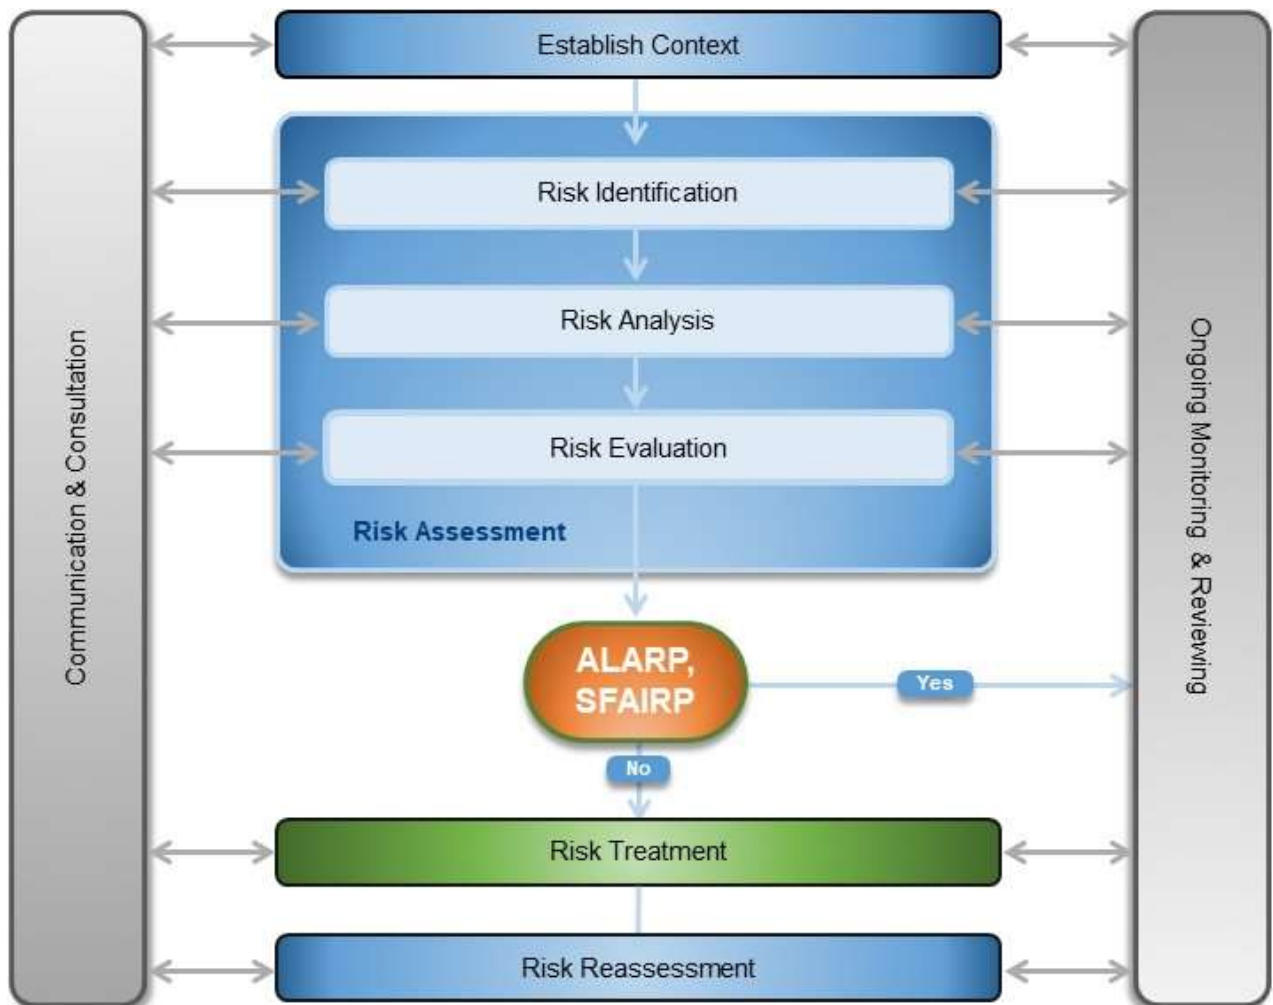 Establish Context
Risk Identification
Risk Analysis
Risk Evaluation
Risk Assessment
Communication & Consultation
Ongoing Monitoring & Reviewing
ALARP,
SFAIRP
Yes
No
Risk Treatment
Risk Reassessment